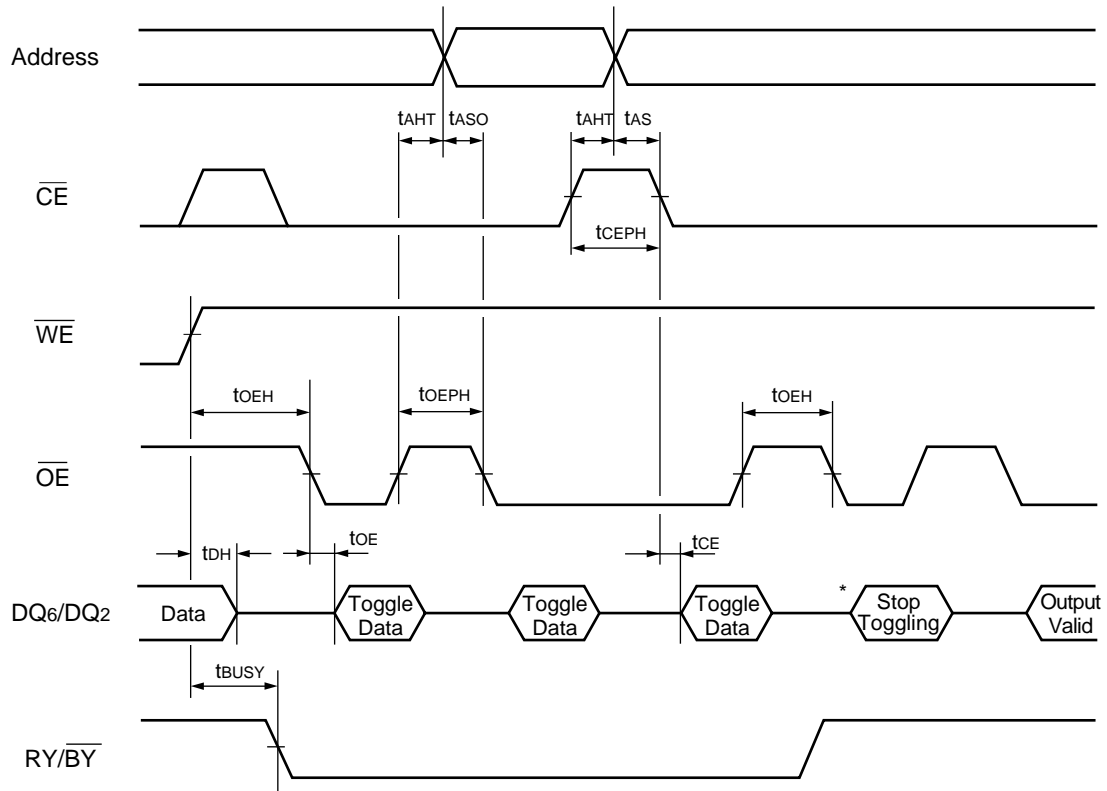 Address
tAHT tASO tAHT tAS
CE
tCEPH
WE
tOEH tOEPH tOEH
OE
tDH tOE tCE
DQ6/DQ2 Data Toggle Data Toggle Data Toggle Data * Stop Toggling Output Valid
tBUSY
RY/BY